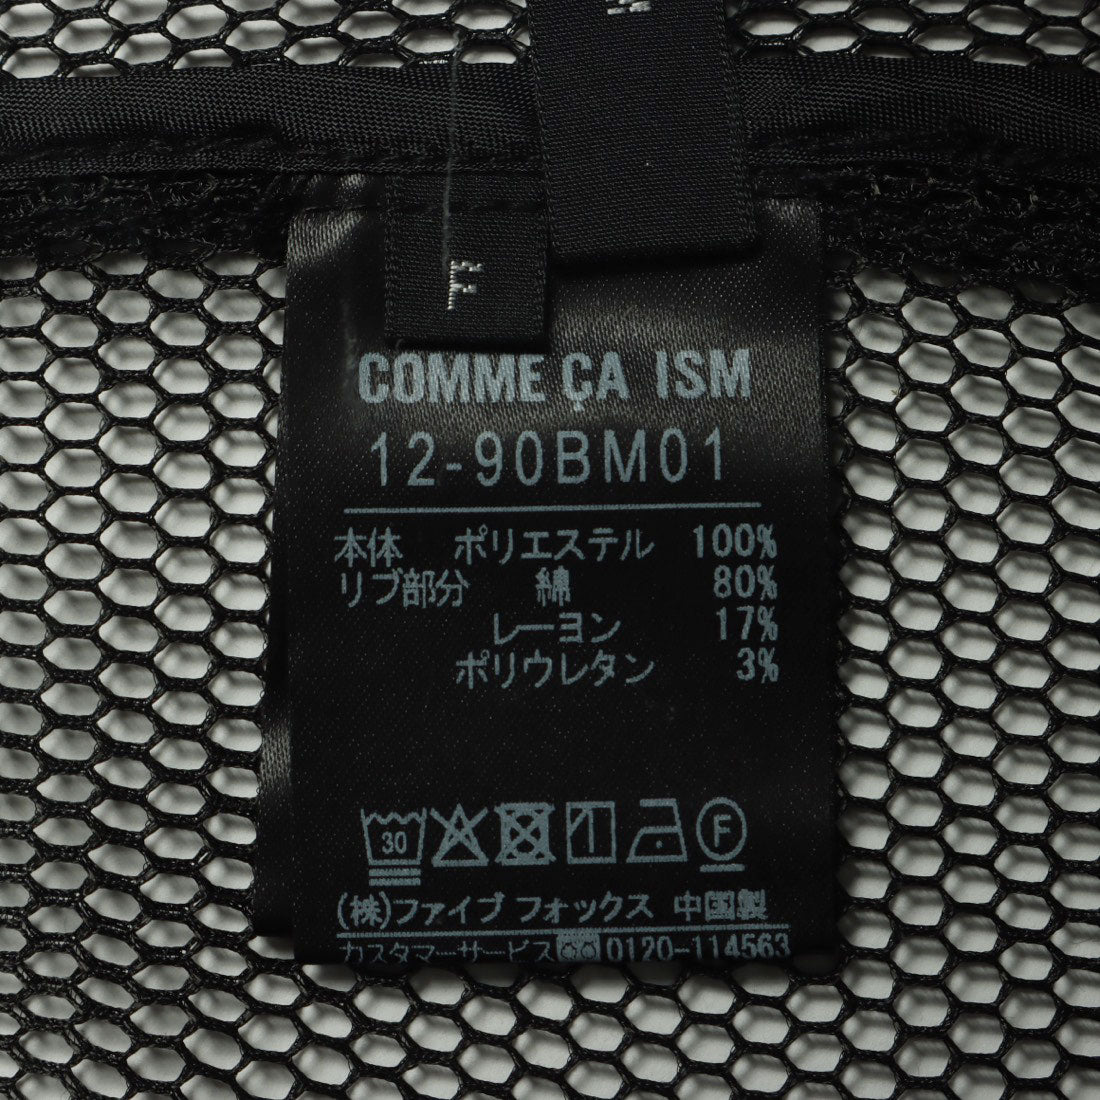 COMME ÇA ISM
12-90BM01
本体 ポリエステル 100%
リブ部分 綿 80%
レーヨン 17%
ポリウレタン 3%
30 F
(株)ファイブフォックス 中国製
カスタマーサービス 0120-114563